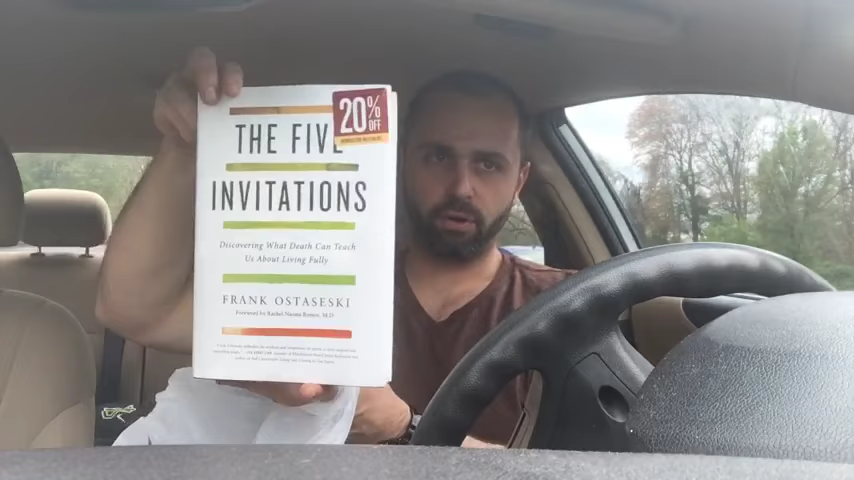 20%
OFF
THE FIVE
INVITATIONS
Discovering What Death Can Teach
Us About Living Fully
FRANK OSTASESKI
Foreword by Rachel Naomi Remen, M.D.